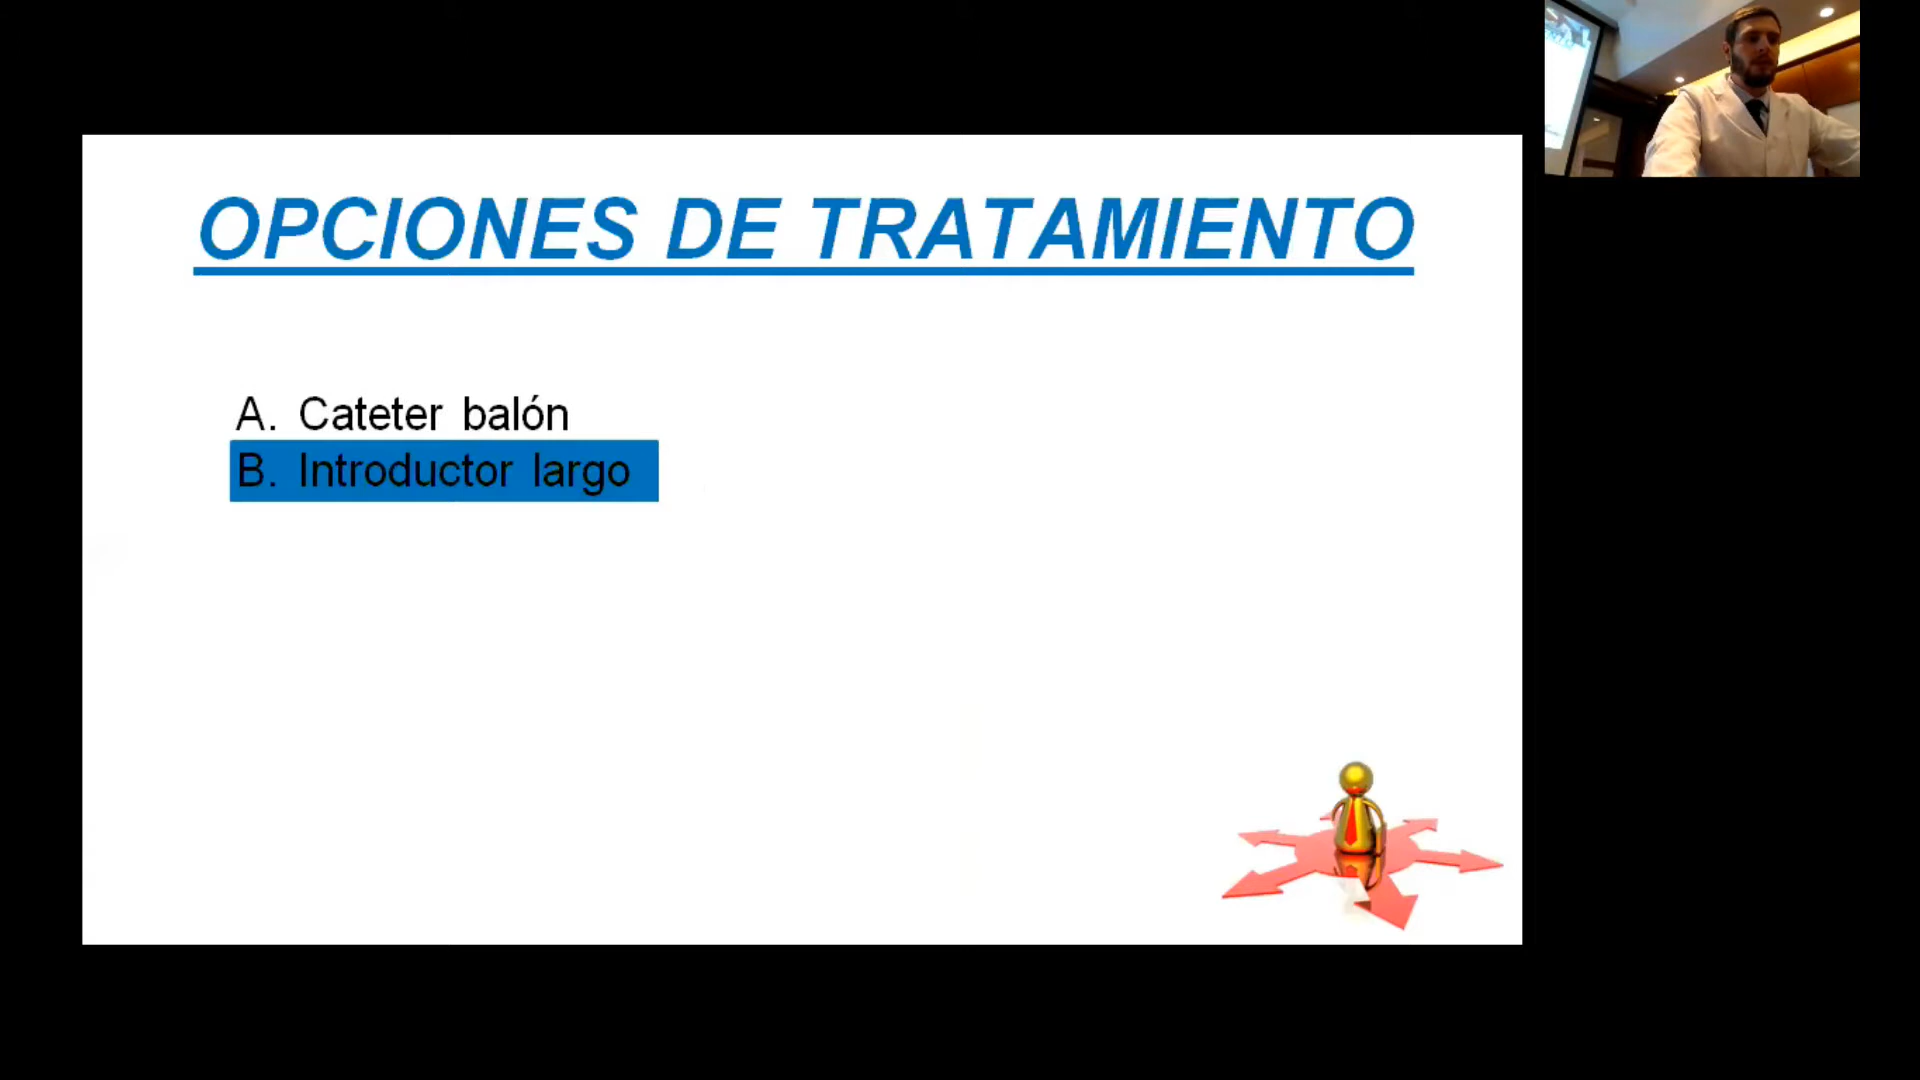 OPCIONES DE TRATAMIENTO
A. Cateter balón
B. Introductor largo